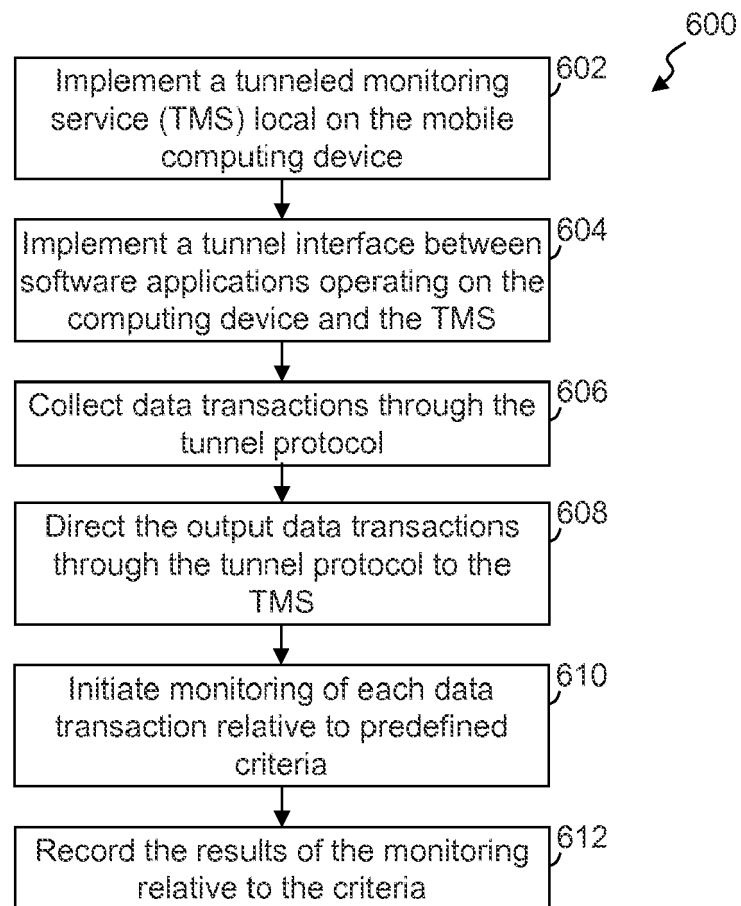 600
602
Implement a tunneled monitoring
service (TMS) local on the mobile
computing device
604
Implement a tunnel interface between
software applications operating on the
computing device and the TMS
606
Collect data transactions through the
tunnel protocol
608
Direct the output data transactions
through the tunnel protocol to the
TMS
610
Initiate monitoring of each data
transaction relative to predefined
criteria
612
Record the results of the monitoring
relative to the criteria